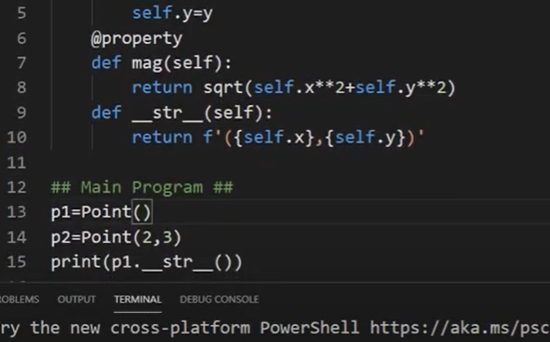 5 self.y=y
6 @property
7 def mag(self):
8 return sqrt(self.x**2+self.y**2)
9 def __str__(self):
10 return f'({self.x},{self.y})'
11
12 ## Main Program ##
13 p1=Point()
14 p2=Point(2,3)
15 print(p1.__str__())
ROBLEMS OUTPUT TERMINAL DEBUG CONSOLE
ry the new cross-platform PowerShell https://aka.ms/psc